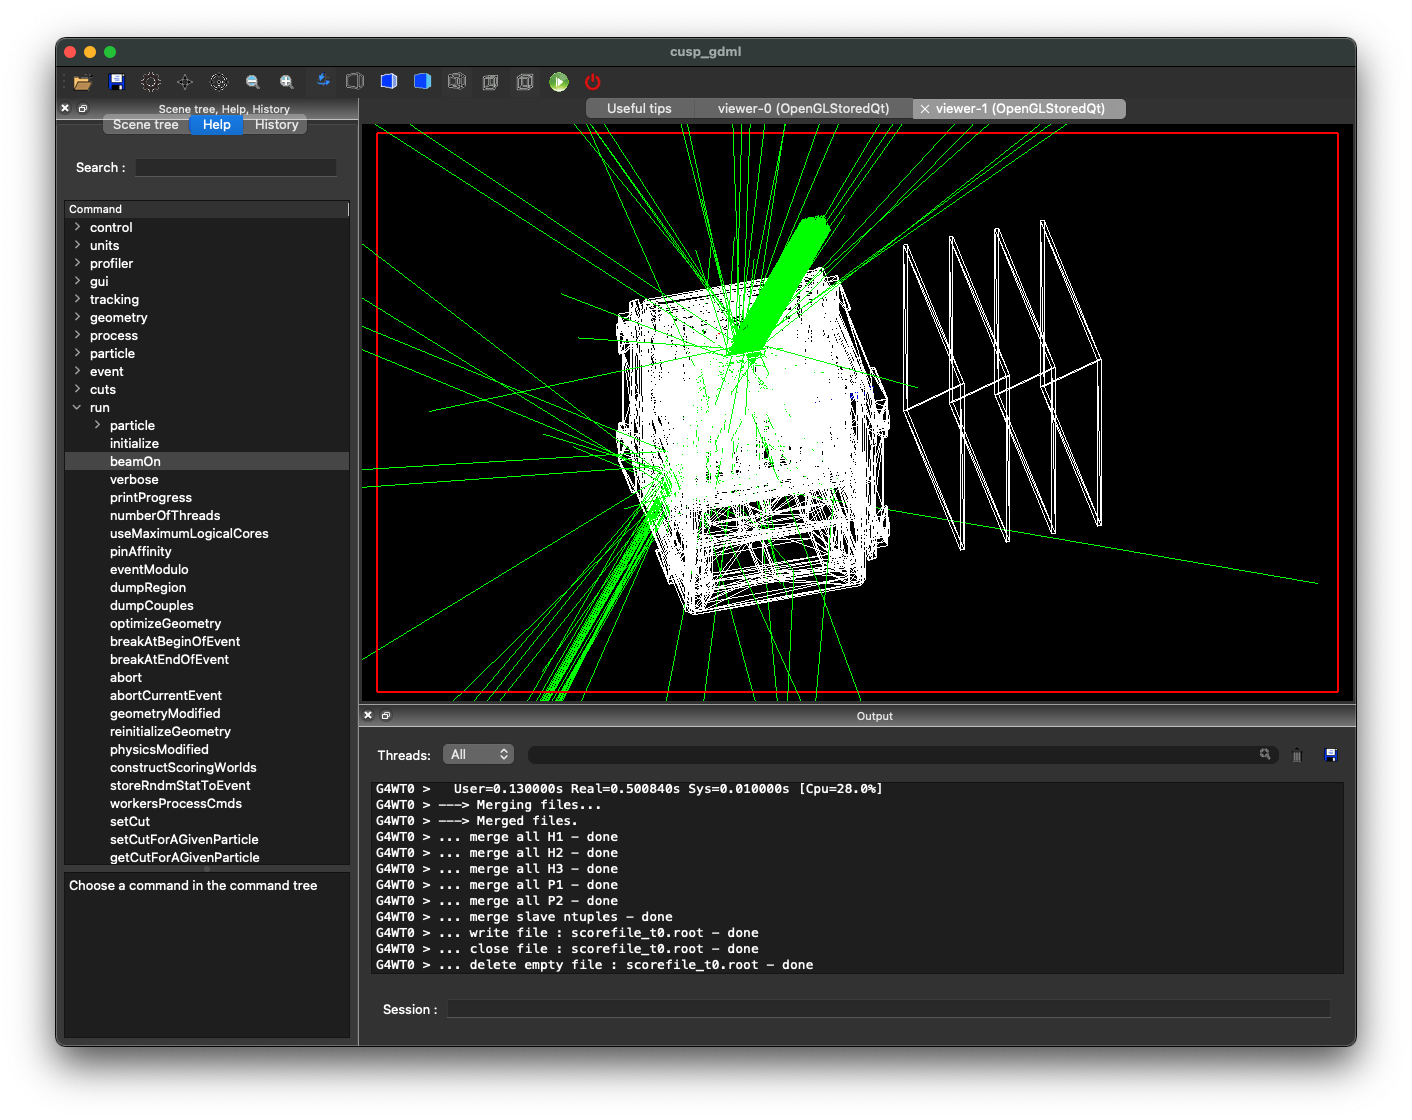 cusp_gdml
Scene tree, Help, History
Scene tree
Help
History
Search :
Command
control
units
profiler
gui
tracking
geometry
process
particle
event
cuts
run
particle
initialize
beamOn
verbose
printProgress
numberOfThreads
useMaximumLogicalCores
pinAffinity
eventModulo
dumpRegion
dumpCouples
optimizeGeometry
breakAtBeginOfEvent
breakAtEndOfEvent
abort
abortCurrentEvent
geometryModified
reinitializeGeometry
physicsModified
constructScoringWorlds
storeRndmStatToEvent
workersProcessCmds
setCut
setCutForAGivenParticle
getCutForAGivenParticle
Choose a command in the command tree
Useful tips
viewer-0 (OpenGLStoredQt)
viewer-1 (OpenGLStoredQt)
Output
Threads:
All
G4WT0 >   User=0.130000s Real=0.500840s Sys=0.010000s [Cpu=28.0%]
G4WT0 > ---> Merging files...
G4WT0 > ---> Merged files.
G4WT0 > ... merge all H1 - done
G4WT0 > ... merge all H2 - done
G4WT0 > ... merge all H3 - done
G4WT0 > ... merge all P1 - done
G4WT0 > ... merge all P2 - done
G4WT0 > ... merge slave ntuples - done
G4WT0 > ... write file : scorefile_t0.root - done
G4WT0 > ... close file : scorefile_t0.root - done
G4WT0 > ... delete empty file : scorefile_t0.root - done
Session :